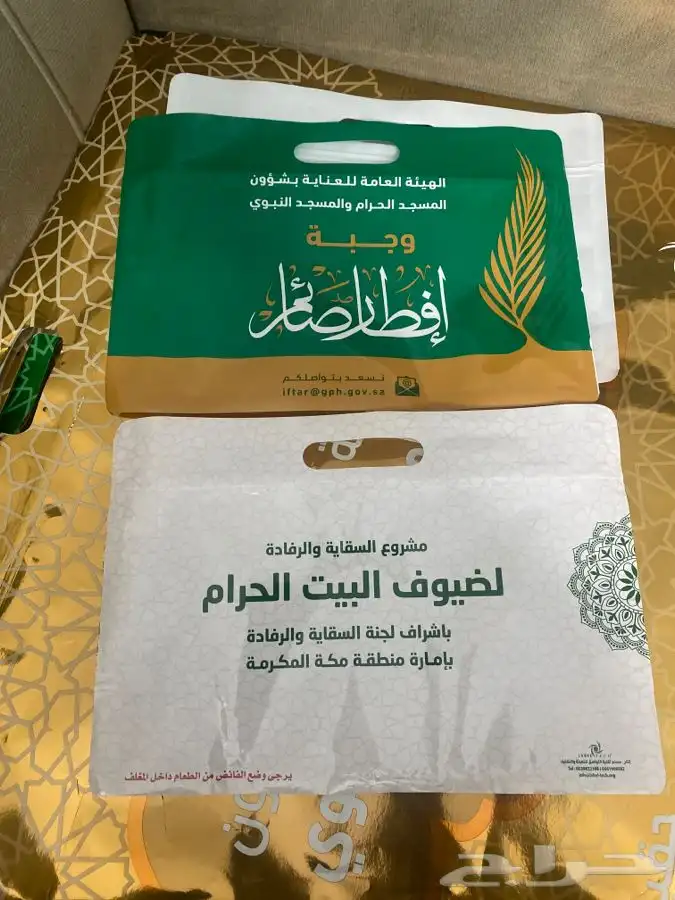 الهيئة العامة للعناية بشؤون
المسجد الحرام والمسجد النبوي
وجبة
إفطار صائم
نسعد بتواصلكم
iftar@gph.gov.sa
مشروع السقاية والرفادة
لضيوف البيت الحرام
باشراف لجنة السقاية والرفادة
بإمارة منطقة مكة المكرمة
يرجى وضع الفائض من الطعام داخل المغلف
حراج